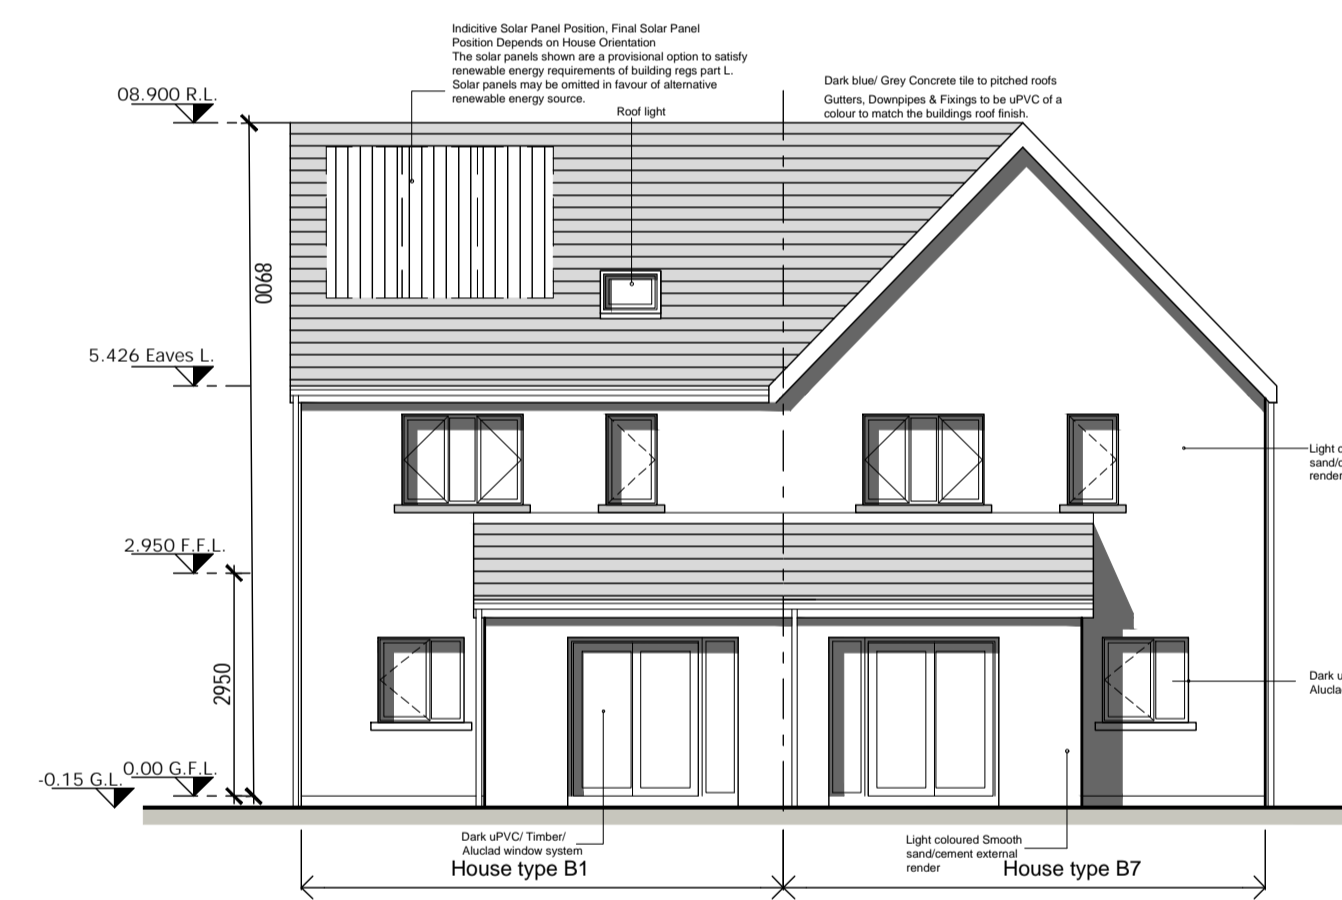 Indicitive Solar Panel Position, Final Solar Panel
Position Depends on House Orientation
The solar panels shown are a provisional option to satisfy
renewable energy requirements of building regs part L.
Solar panels may be omitted in favour of alternative
renewable energy source.
Roof light
Dark blue/ Grey Concrete tile to pitched roofs
Gutters, Downpipes & Fixings to be uPVC of a
colour to match the buildings roof finish.
08.900 R.L.
8900
5.426 Eaves L.
Light
sand/
render
2.950 F.F.L.
2950
Dark
0.00 G.F.L.
-0.15 G.L.
Dark uPVC/ Timber/
Aluclad window system
House type B1
Light coloured Smooth
sand/cement external
render
House type B7